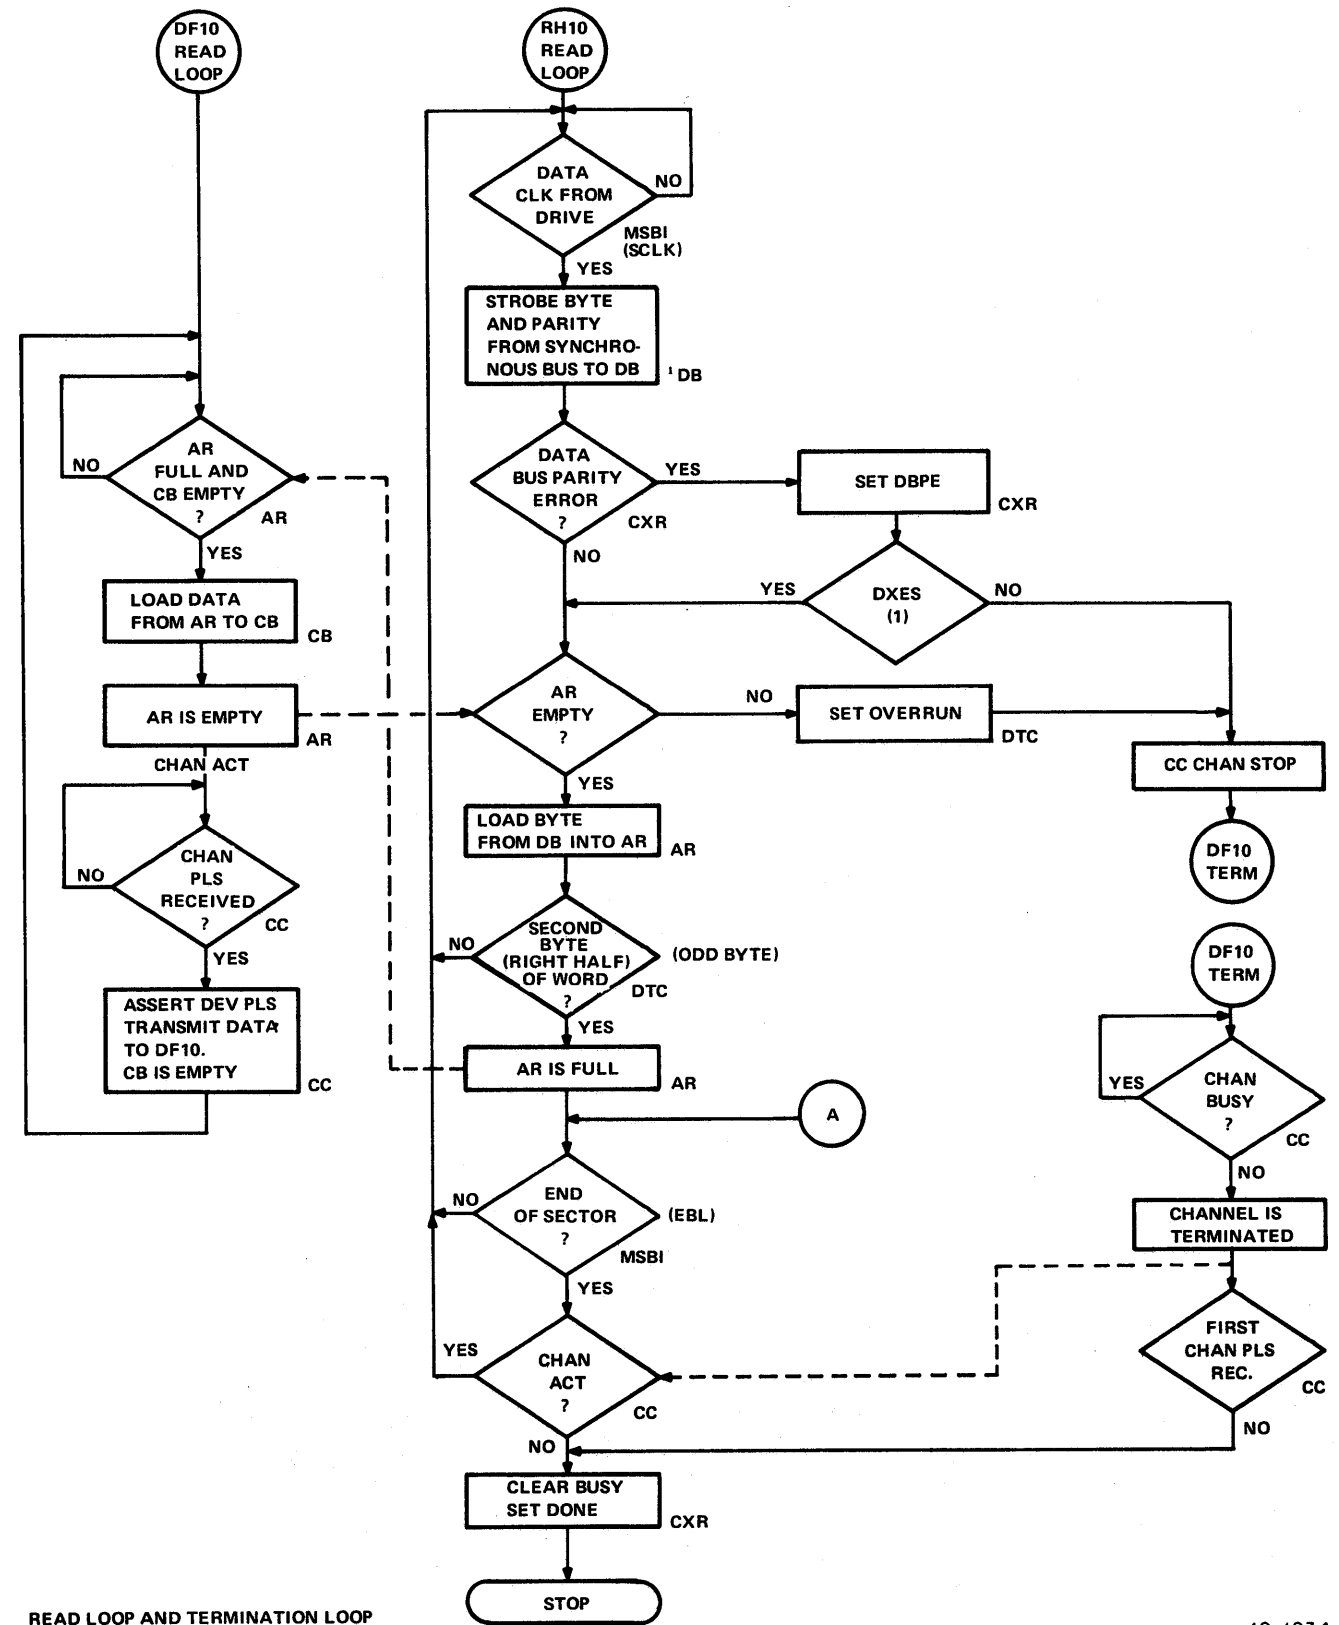 DF10
READ
LOOP
RH10
READ
LOOP
DATA
CLK FROM
DRIVE
NO
MSBI
(SCLK)
YES
STROBE BYTE
AND PARITY
FROM SYNCHRO-
NOUS BUS TO DB
DB
AR
FULL AND
CB EMPTY
?
NO
AR
YES
DATA
BUS PARITY
ERROR
?
YES
CXR
NO
SET DBPE
CXR
DXES
(1)
YES
NO
LOAD DATA
FROM AR TO CB
CB
AR IS EMPTY
AR
CHAN ACT
AR
EMPTY
?
NO
YES
SET OVERRUN
DTC
CC CHAN STOP
DF10
TERM
LOAD BYTE
FROM DB INTO AR
AR
CHAN
PLS
RECEIVED
?
NO
CC
YES
SECOND
BYTE
(RIGHT HALF)
OF WORD
?
NO
(ODD BYTE)
DTC
YES
DF10
TERM
ASSERT DEV PLS
TRANSMIT DATA
TO DF10.
CB IS EMPTY
CC
AR IS FULL
AR
A
CHAN
BUSY
?
YES
CC
NO
END
OF SECTOR
?
NO
(EBL)
MSBI
YES
CHANNEL IS
TERMINATED
CHAN
ACT
?
YES
CC
NO
FIRST
CHAN PLS
REC.
CC
NO
CLEAR BUSY
SET DONE
CXR
STOP
READ LOOP AND TERMINATION LOOP